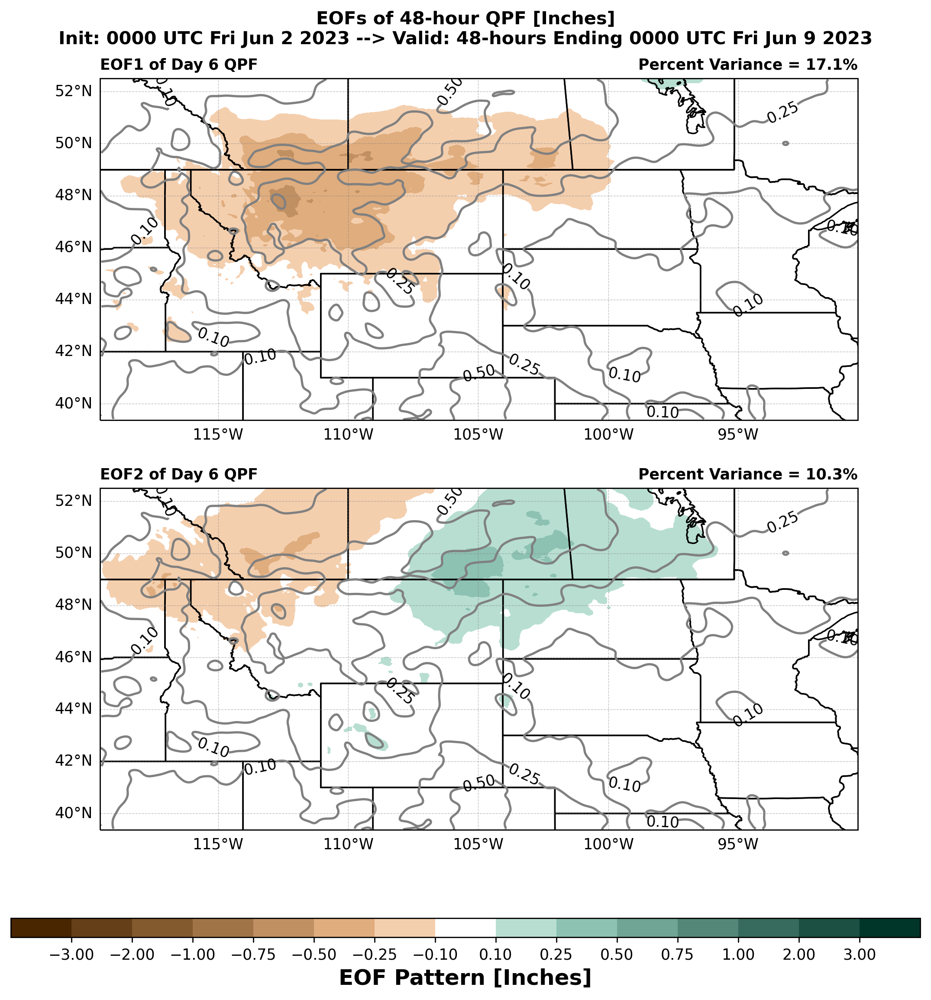 EOFs of 48-hour QPF [Inches]
Init: 0000 UTC Fri Jun 2 2023 --> Valid: 48-hours Ending 0000 UTC Fri Jun 9 2023
EOF1 of Day 6 QPF Percent Variance = 17.1%
52°N
50°N
48°N
46°N
44°N
42°N
40°N
0.10
0.50
0.25
0.10
0.10
0.25
0.10
0.10
0.10
0.10
0.25
0.50
0.10
0.10
115°W 110°W 105°W 100°W 95°W
EOF2 of Day 6 QPF Percent Variance = 10.3%
52°N
50°N
48°N
46°N
44°N
42°N
40°N
0.10
0.50
0.25
0.10
0.10
0.25
0.10
0.10
0.10
0.10
0.25
0.50
0.10
0.10
115°W 110°W 105°W 100°W 95°W
−3.00 −2.00 −1.00 −0.75 −0.50 −0.25 −0.10 0.10 0.25 0.50 0.75 1.00 2.00 3.00
EOF Pattern [Inches]